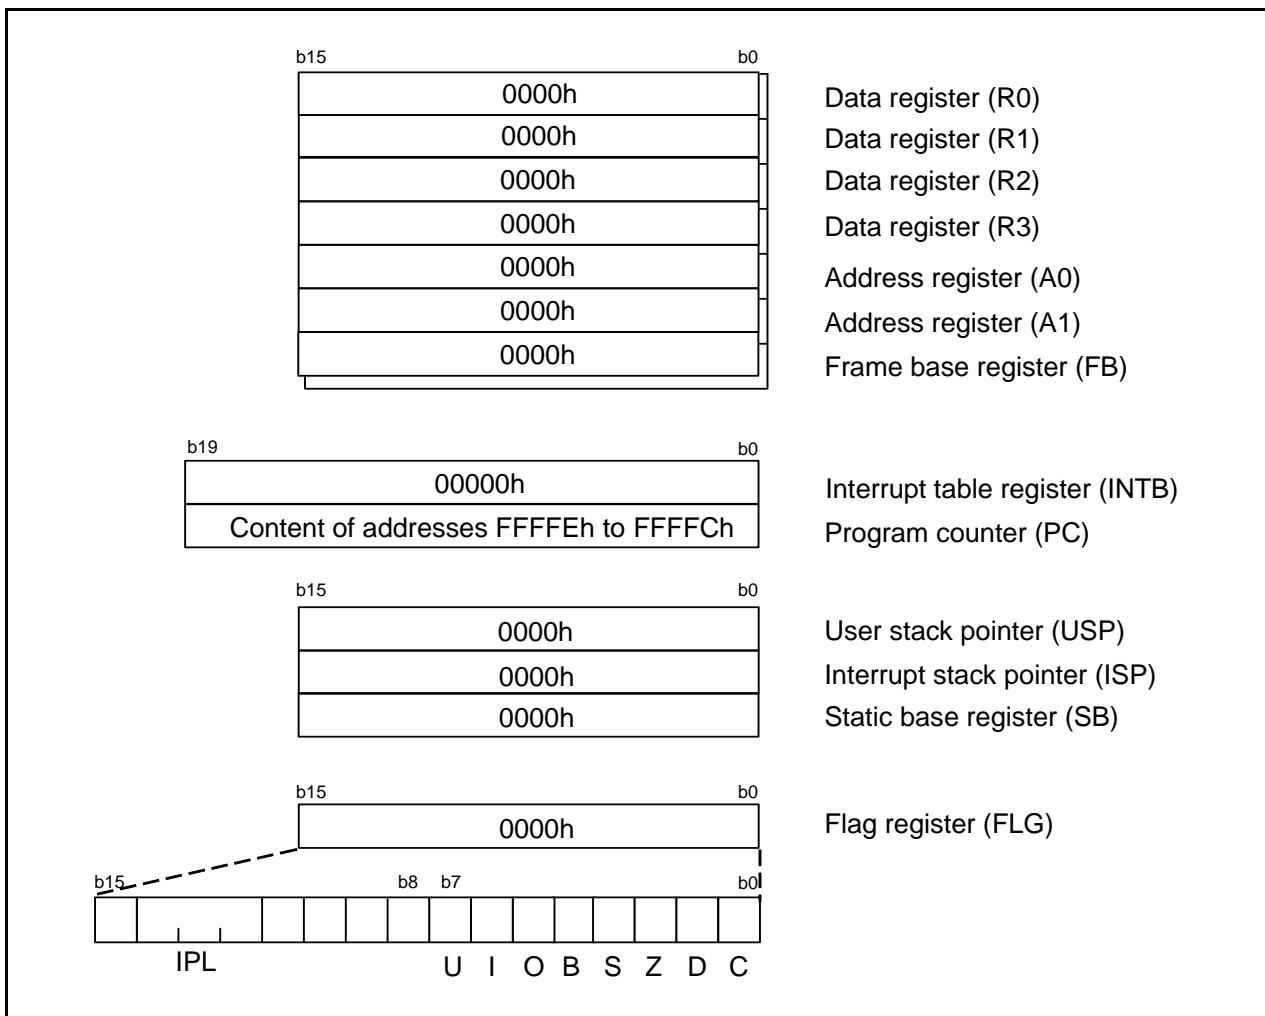 b15 b0
0000h Data register (R0)
0000h Data register (R1)
0000h Data register (R2)
0000h Data register (R3)
0000h Address register (A0)
0000h Address register (A1)
0000h Frame base register (FB)
b19 b0
00000h Interrupt table register (INTB)
Content of addresses FFFFEh to FFFFCh Program counter (PC)
b15 b0
0000h User stack pointer (USP)
0000h Interrupt stack pointer (ISP)
0000h Static base register (SB)
b15 b0
0000h Flag register (FLG)
b15 b8 b7 b0
IPL U I O B S Z D C